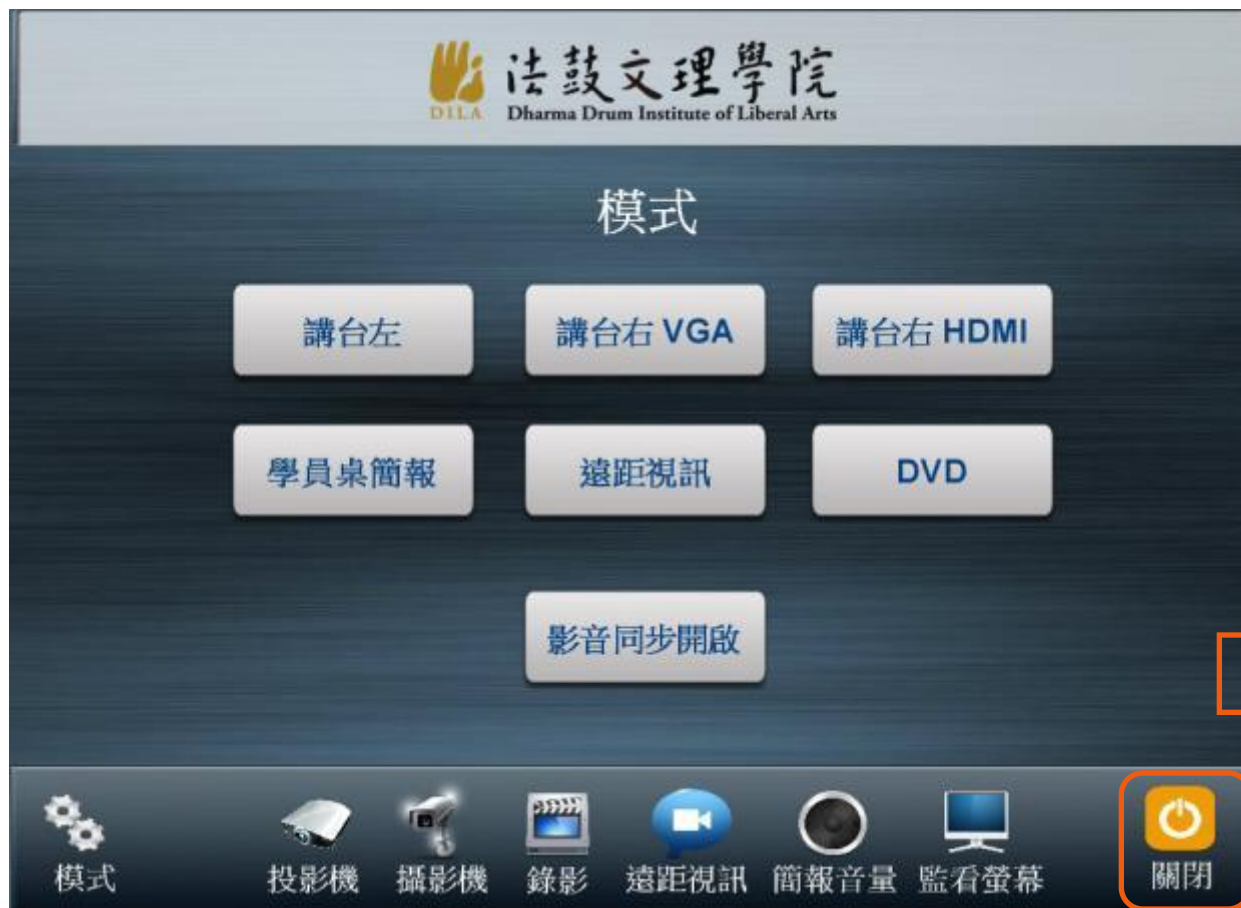 法鼓文理學院
DILA Dharma Drum Institute of Liberal Arts
模式
講台左 講台右 VGA 講台右 HDMI
學員桌簡報 遠距視訊 DVD
影音同步開啟
模式 投影機 攝影機 錄影 遠距視訊 簡報音量 監看螢幕 關閉